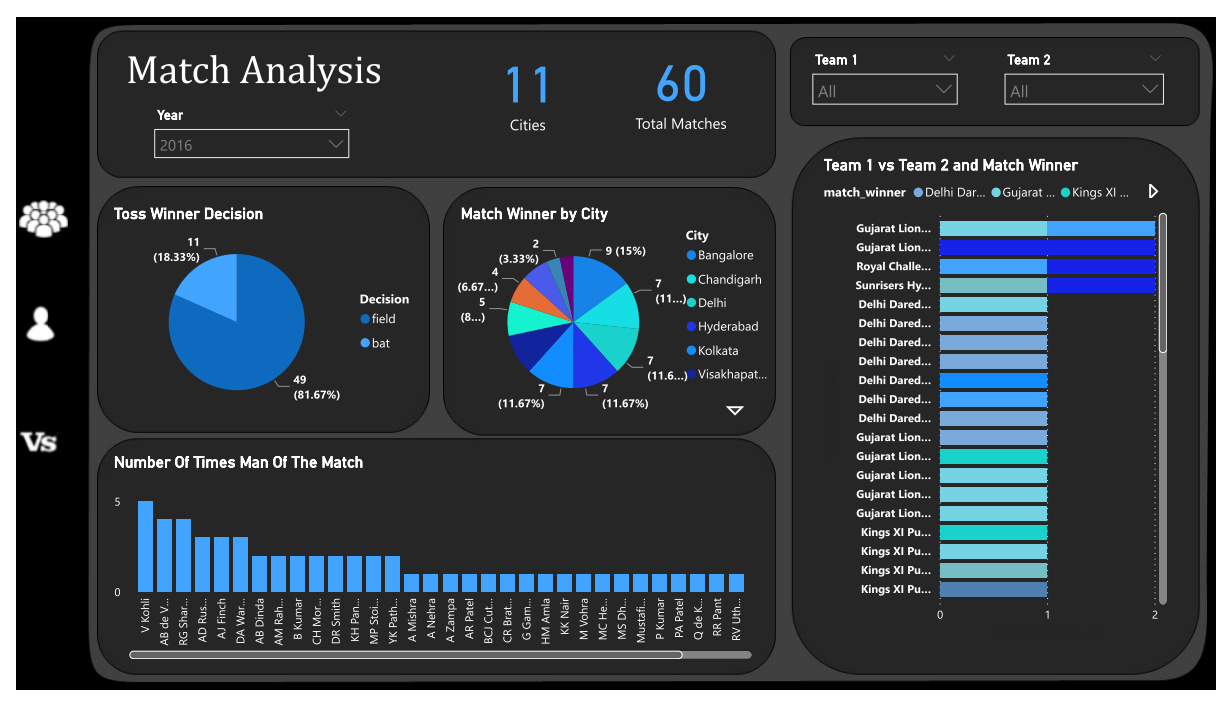 Match Analysis
Year
2016
11
Cities
60
Total Matches
Team 1
All
Team 2
All
Vs
Toss Winner Decision
11
(18.33%)
49
(81.67%)
Decision
field
bat
Match Winner by City
9 (15%)
7
(11....)
7
(11.6...)
7
(11.67%)
7
(11.67%)
5
(8...)
4
(6.67...)
2
(3.33%)
City
Bangalore
Chandigarh
Delhi
Hyderabad
Kolkata
Visakhapat...
Number Of Times Man Of The Match
5
0
V Kohli
AB de V...
RG Shar...
AD Rus...
AJ Finch
DA War...
AB Dinda
AM Rah...
B Kumar
CH Mor...
DR Smith
KH Pan...
MP Stoi...
YK Path...
A Mishra
A Nehra
A Zampa
AR Patel
BCJ Cut...
CR Brat...
G Gam...
HM Amla
KK Nair
M Vohra
MC He...
MS Dh...
Mustafi...
P Kumar
PA Patel
Q de K...
RR Pant
RV Uth...
Team 1 vs Team 2 and Match Winner
match_winner Delhi Dar... Gujarat ... Kings XI ...
Gujarat Lion...
Gujarat Lion...
Royal Challe...
Sunrisers Hy...
Delhi Dared...
Delhi Dared...
Delhi Dared...
Delhi Dared...
Delhi Dared...
Delhi Dared...
Delhi Dared...
Gujarat Lion...
Gujarat Lion...
Gujarat Lion...
Gujarat Lion...
Gujarat Lion...
Kings XI Pu...
Kings XI Pu...
Kings XI Pu...
Kings XI Pu...
0 1 2